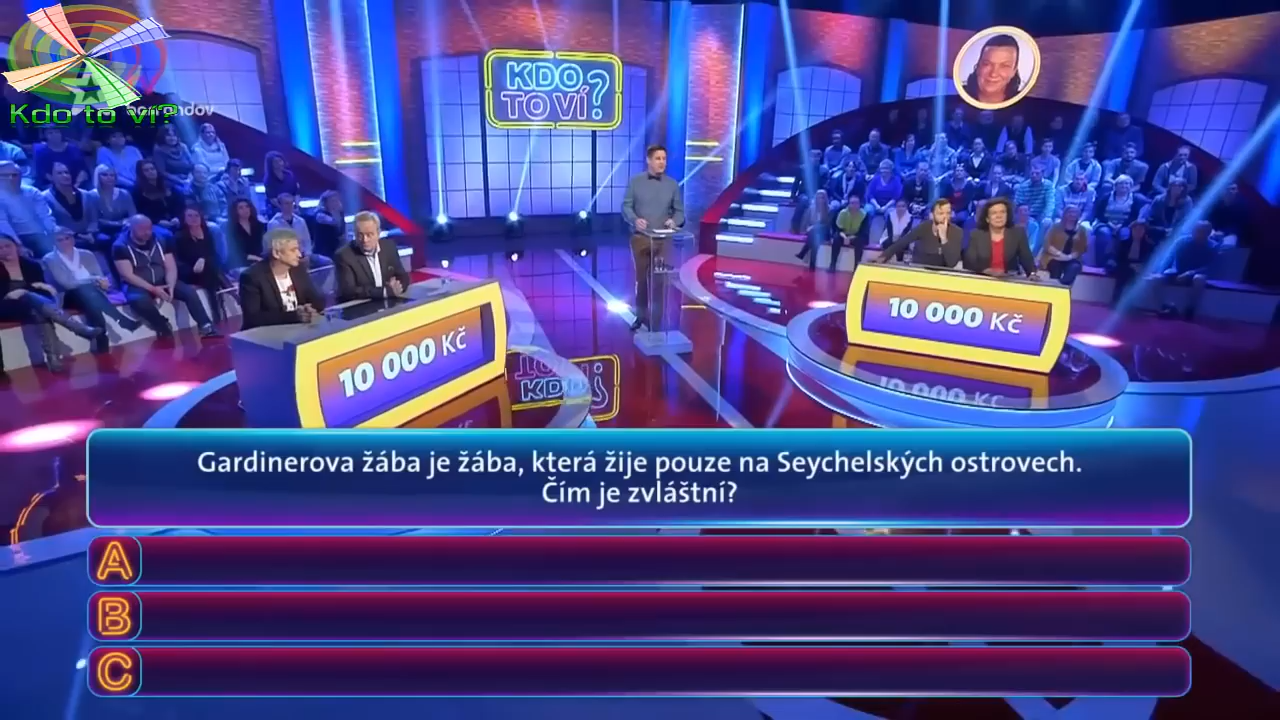 Kdo to ví?
KDO
TO VÍ?
10 000 Kč
10 000 Kč
Gardinerova žába je žába, která žije pouze na Seychelských ostrovech.
Čím je zvláštní?
A
B
C